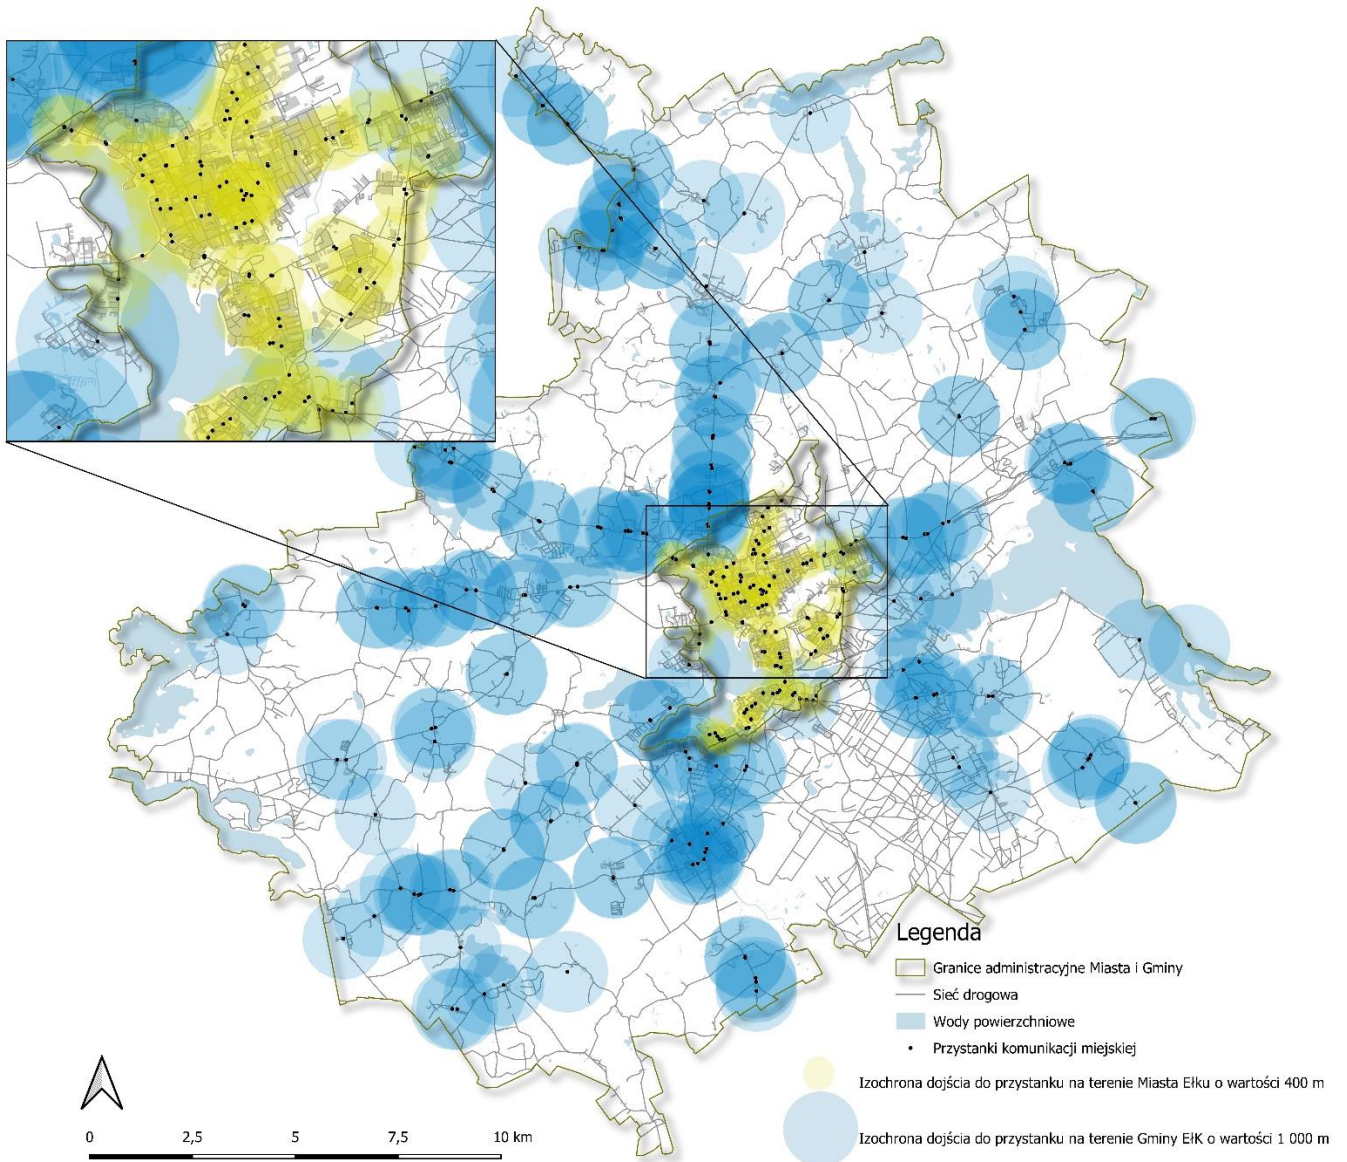 Legenda
Granice administracyjne Miasta i Gminy
Sieć drogowa
Wody powierzchniowe
Przystanki komunikacji miejskiej
Izochrona dojścia do przystanku na terenie Miasta Ełku o wartości 400 m
Izochrona dojścia do przystanku na terenie Gminy EłK o wartości 1 000 m
0 2,5 5 7,5 10 km